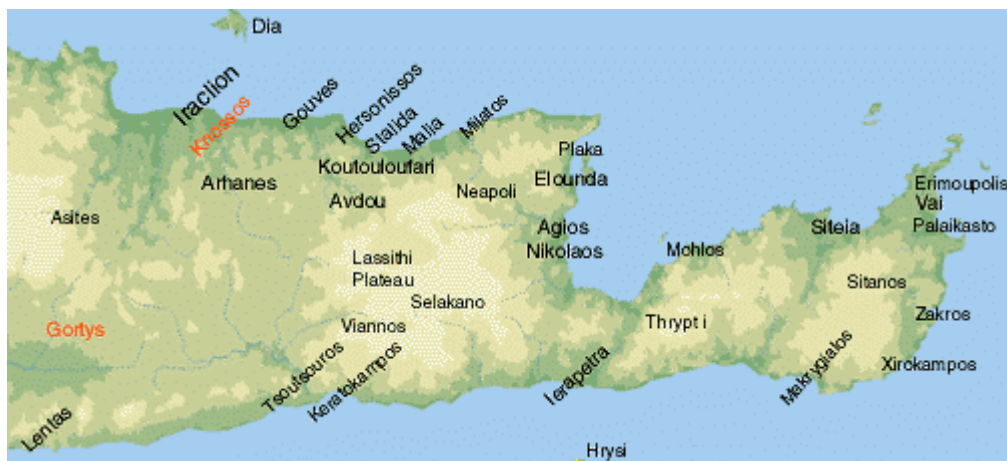 Dia
Iraclion
Knossos
Gouves
Hersonissos
Stalida
Malia
Milatos
Plaka
Koutouloufari
Elounda
Arhanes
Avdou
Neapoli
Erimoupolis
Vai
Palaikasto
Asites
Agios
Nikolaos
Siteia
Mohlos
Lassithi
Plateau
Sitanos
Selakano
Gortys
Viannos
Thrypti
Zakros
Tsoutsouros
Keratokampos
Ierapetra
Makrygialos
Xirokampos
Lentas
Hrysi